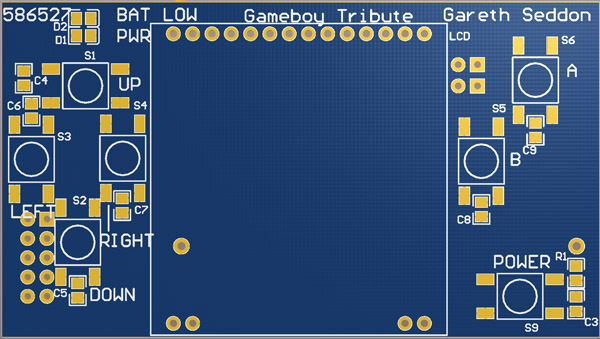 586527 BAT LOW Gameboy Tribute Gareth Seddon
D2
D1 PWR LCD S6
S1
C4 UP A
C6 S4 S5
S3 C9
B
S2
LEFT C7 C8
RIGHT
POWER R1
C5 DOWN
S9 C3